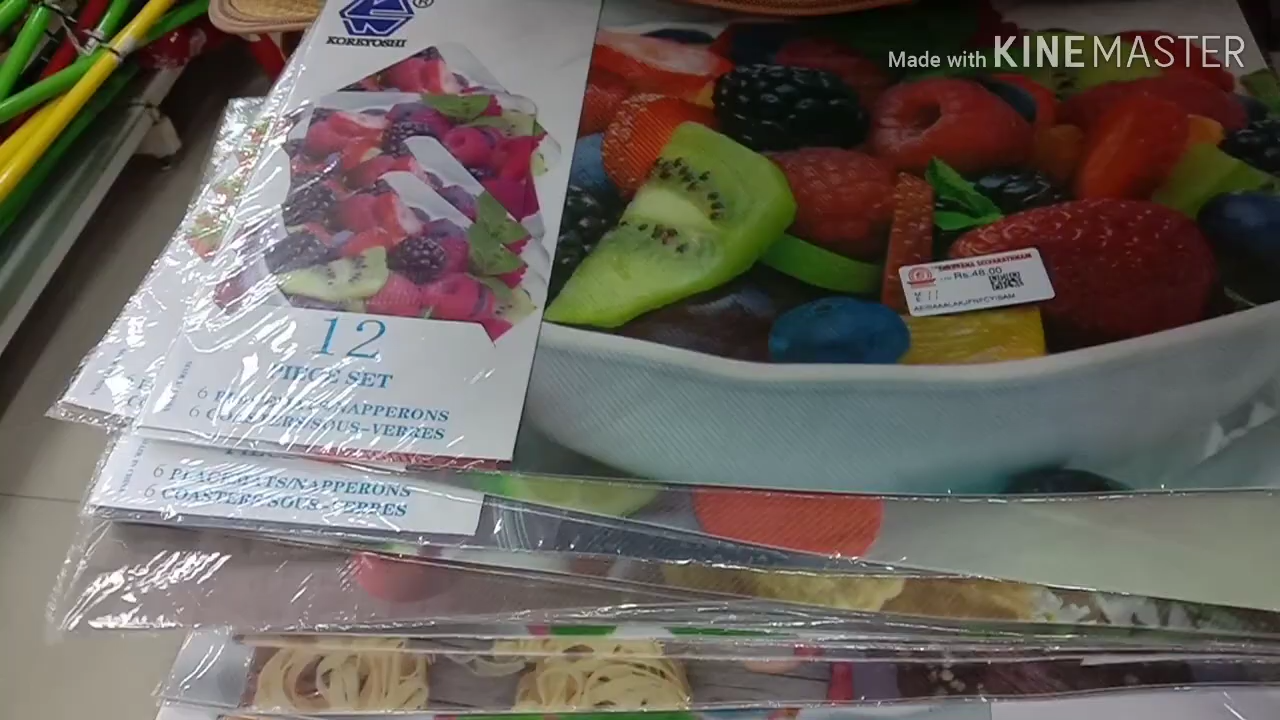 Made with KINEMASTER
KORETOSHI
®
Rs.48.00
12
PIECE SET
6 PLACEMATS/NAPPERONS
6 COASTERS/SOUS-VERRES
6 PLACEMATS/NAPPERONS
6 COASTERS/SOUS-VERRES